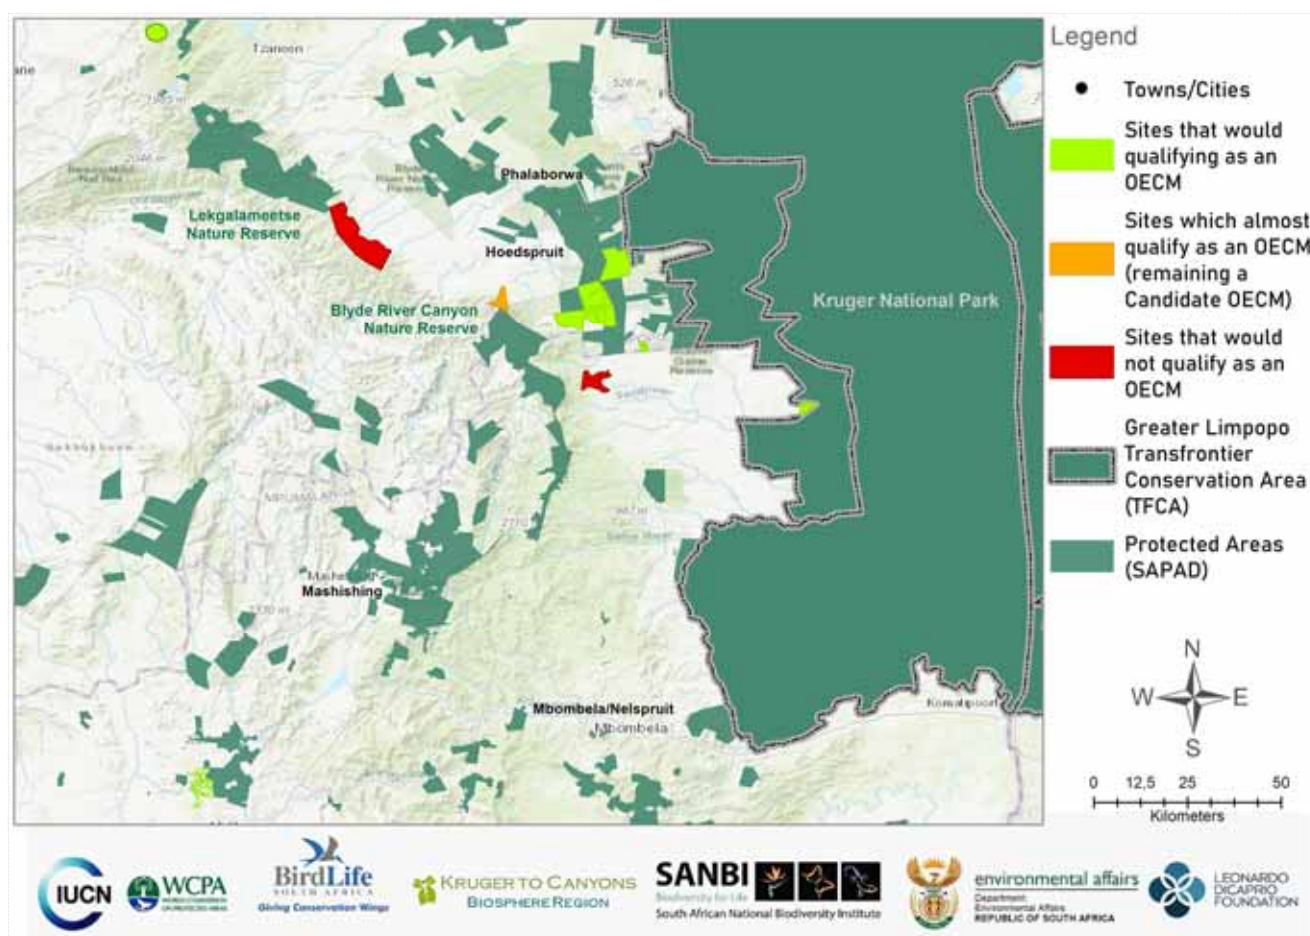 Tzaneen
Phalaborwa
Lekgalameetse
Nature Reserve
Hoedspruit
Blyde River Canyon
Nature Reserve
Kruger National Park
Mashishing
Mbombela/Nelspruit
Mbombela
Komatipoort
Legend
Towns/Cities
Sites that would
qualifying as an
OECM
Sites which almost
qualify as an OECM
(remaining a
Candidate OECM)
Sites that would
not qualify as an
OECM
Greater Limpopo
Transfrontier
Conservation Area
(TFCA)
Protected Areas
(SAPAD)
N
W E
S
0 12,5 25 50
Kilometers
IUCN
WCPA
WORLD COMMISSION
ON PROTECTED AREAS
BirdLife
SOUTH AFRICA
Giving Conservation Wings
KRUGER TO CANYONS
BIOSPHERE REGION
SANBI
Biodiversity for Life
South African National Biodiversity Institute
environmental affairs
Department:
Environmental Affairs
REPUBLIC OF SOUTH AFRICA
LEONARDO
DICAPRIO
FOUNDATION